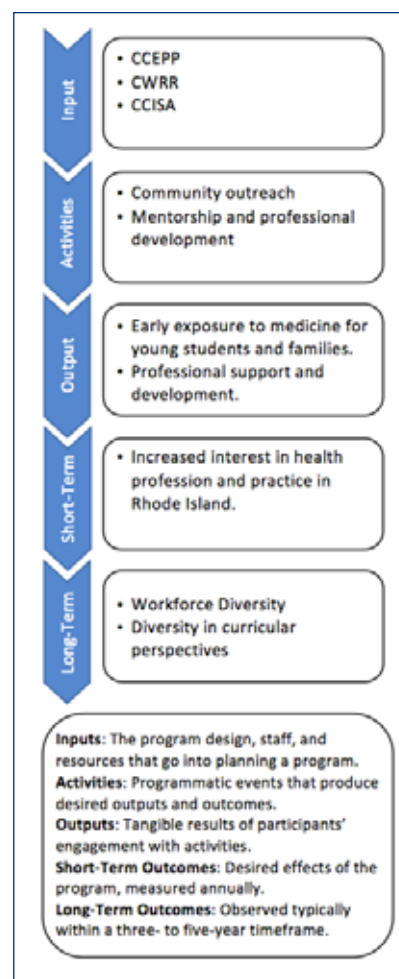 Input
• CCEPP
• CWRR
• CCISA
Activities
• Community outreach
• Mentorship and professional
development
Output
• Early exposure to medicine for
young students and families.
• Professional support and
development.
Short-Term
• Increased interest in health
profession and practice in
Rhode Island.
Long-Term
• Workforce Diversity
• Diversity in curricular
perspectives
Inputs: The program design, staff, and
resources that go into planning a program.
Activities: Programmatic events that produce
desired outputs and outcomes.
Outputs: Tangible results of participants'
engagement with activities.
Short-Term Outcomes: Desired effects of the
program, measured annually.
Long-Term Outcomes: Observed typically
within a three- to five-year timeframe.